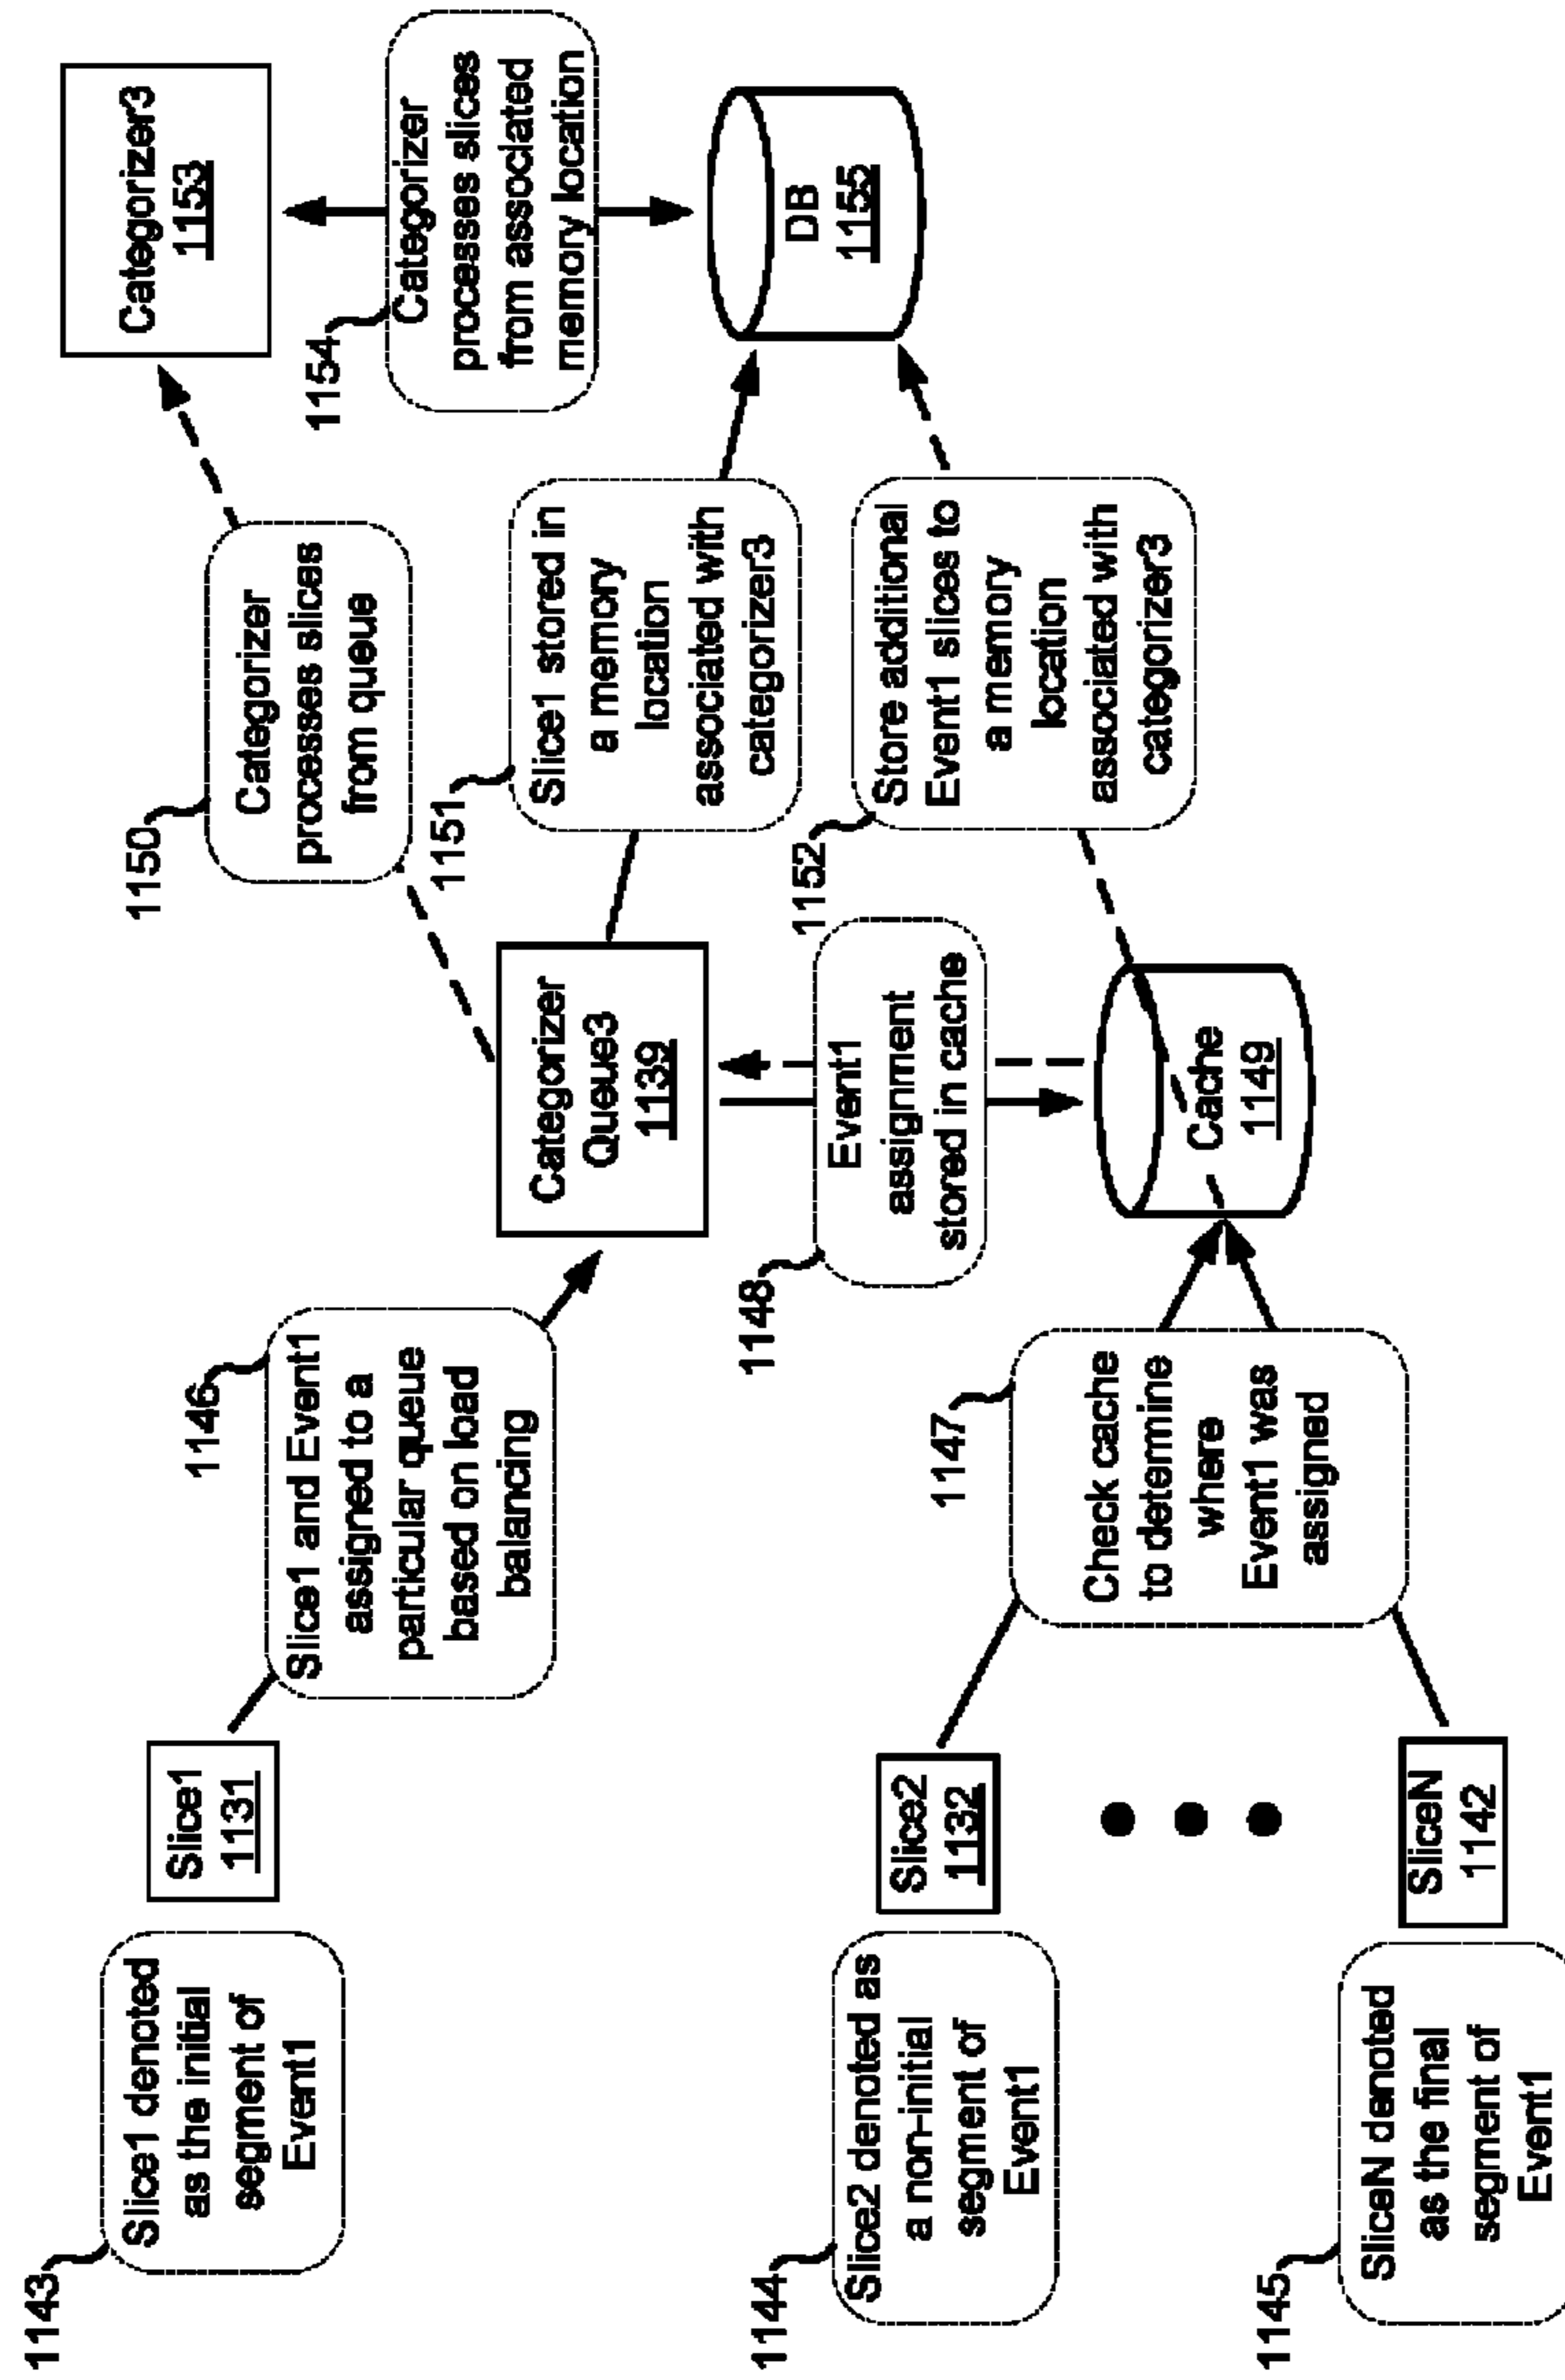 1143
Slice1 denoted
as the initial
segment of
Event1
Slice1
1131
1146
Slice1 and Event1
assigned to a
particular queue
based on load
balancing
1150
Categorizer
processes slices
from queue
Categorizer3
1153
1154
Categorizer
processes slices
from associated
memory location
Categorizer
Queue3
1139
1151
Slice1 stored in
a memory
location
associated with
categorizer3
DB
1155
1148
Event1
assignment
stored in cache
1152
Store additional
Event1 slices to
a memory
location
associated with
categorizer3
1144
Slice2 denoted as
a non-initial
segment of
Event1
Slice2
1132
1147
Check cache
to determine
where
Event1 was
assigned
Cache
1149
1145
SliceN denoted
as the final
segment of
Event1
SliceN
1142